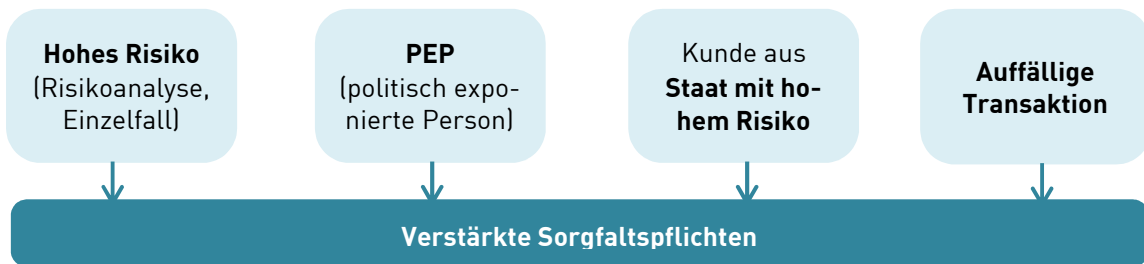 Hohes Risiko
(Risikoanalyse,
Einzelfall)
PEP
(politisch expo-
nierte Person)
Kunde aus
Staat mit ho-
hem Risiko
Auffällige
Transaktion
Verstärkte Sorgfaltspflichten